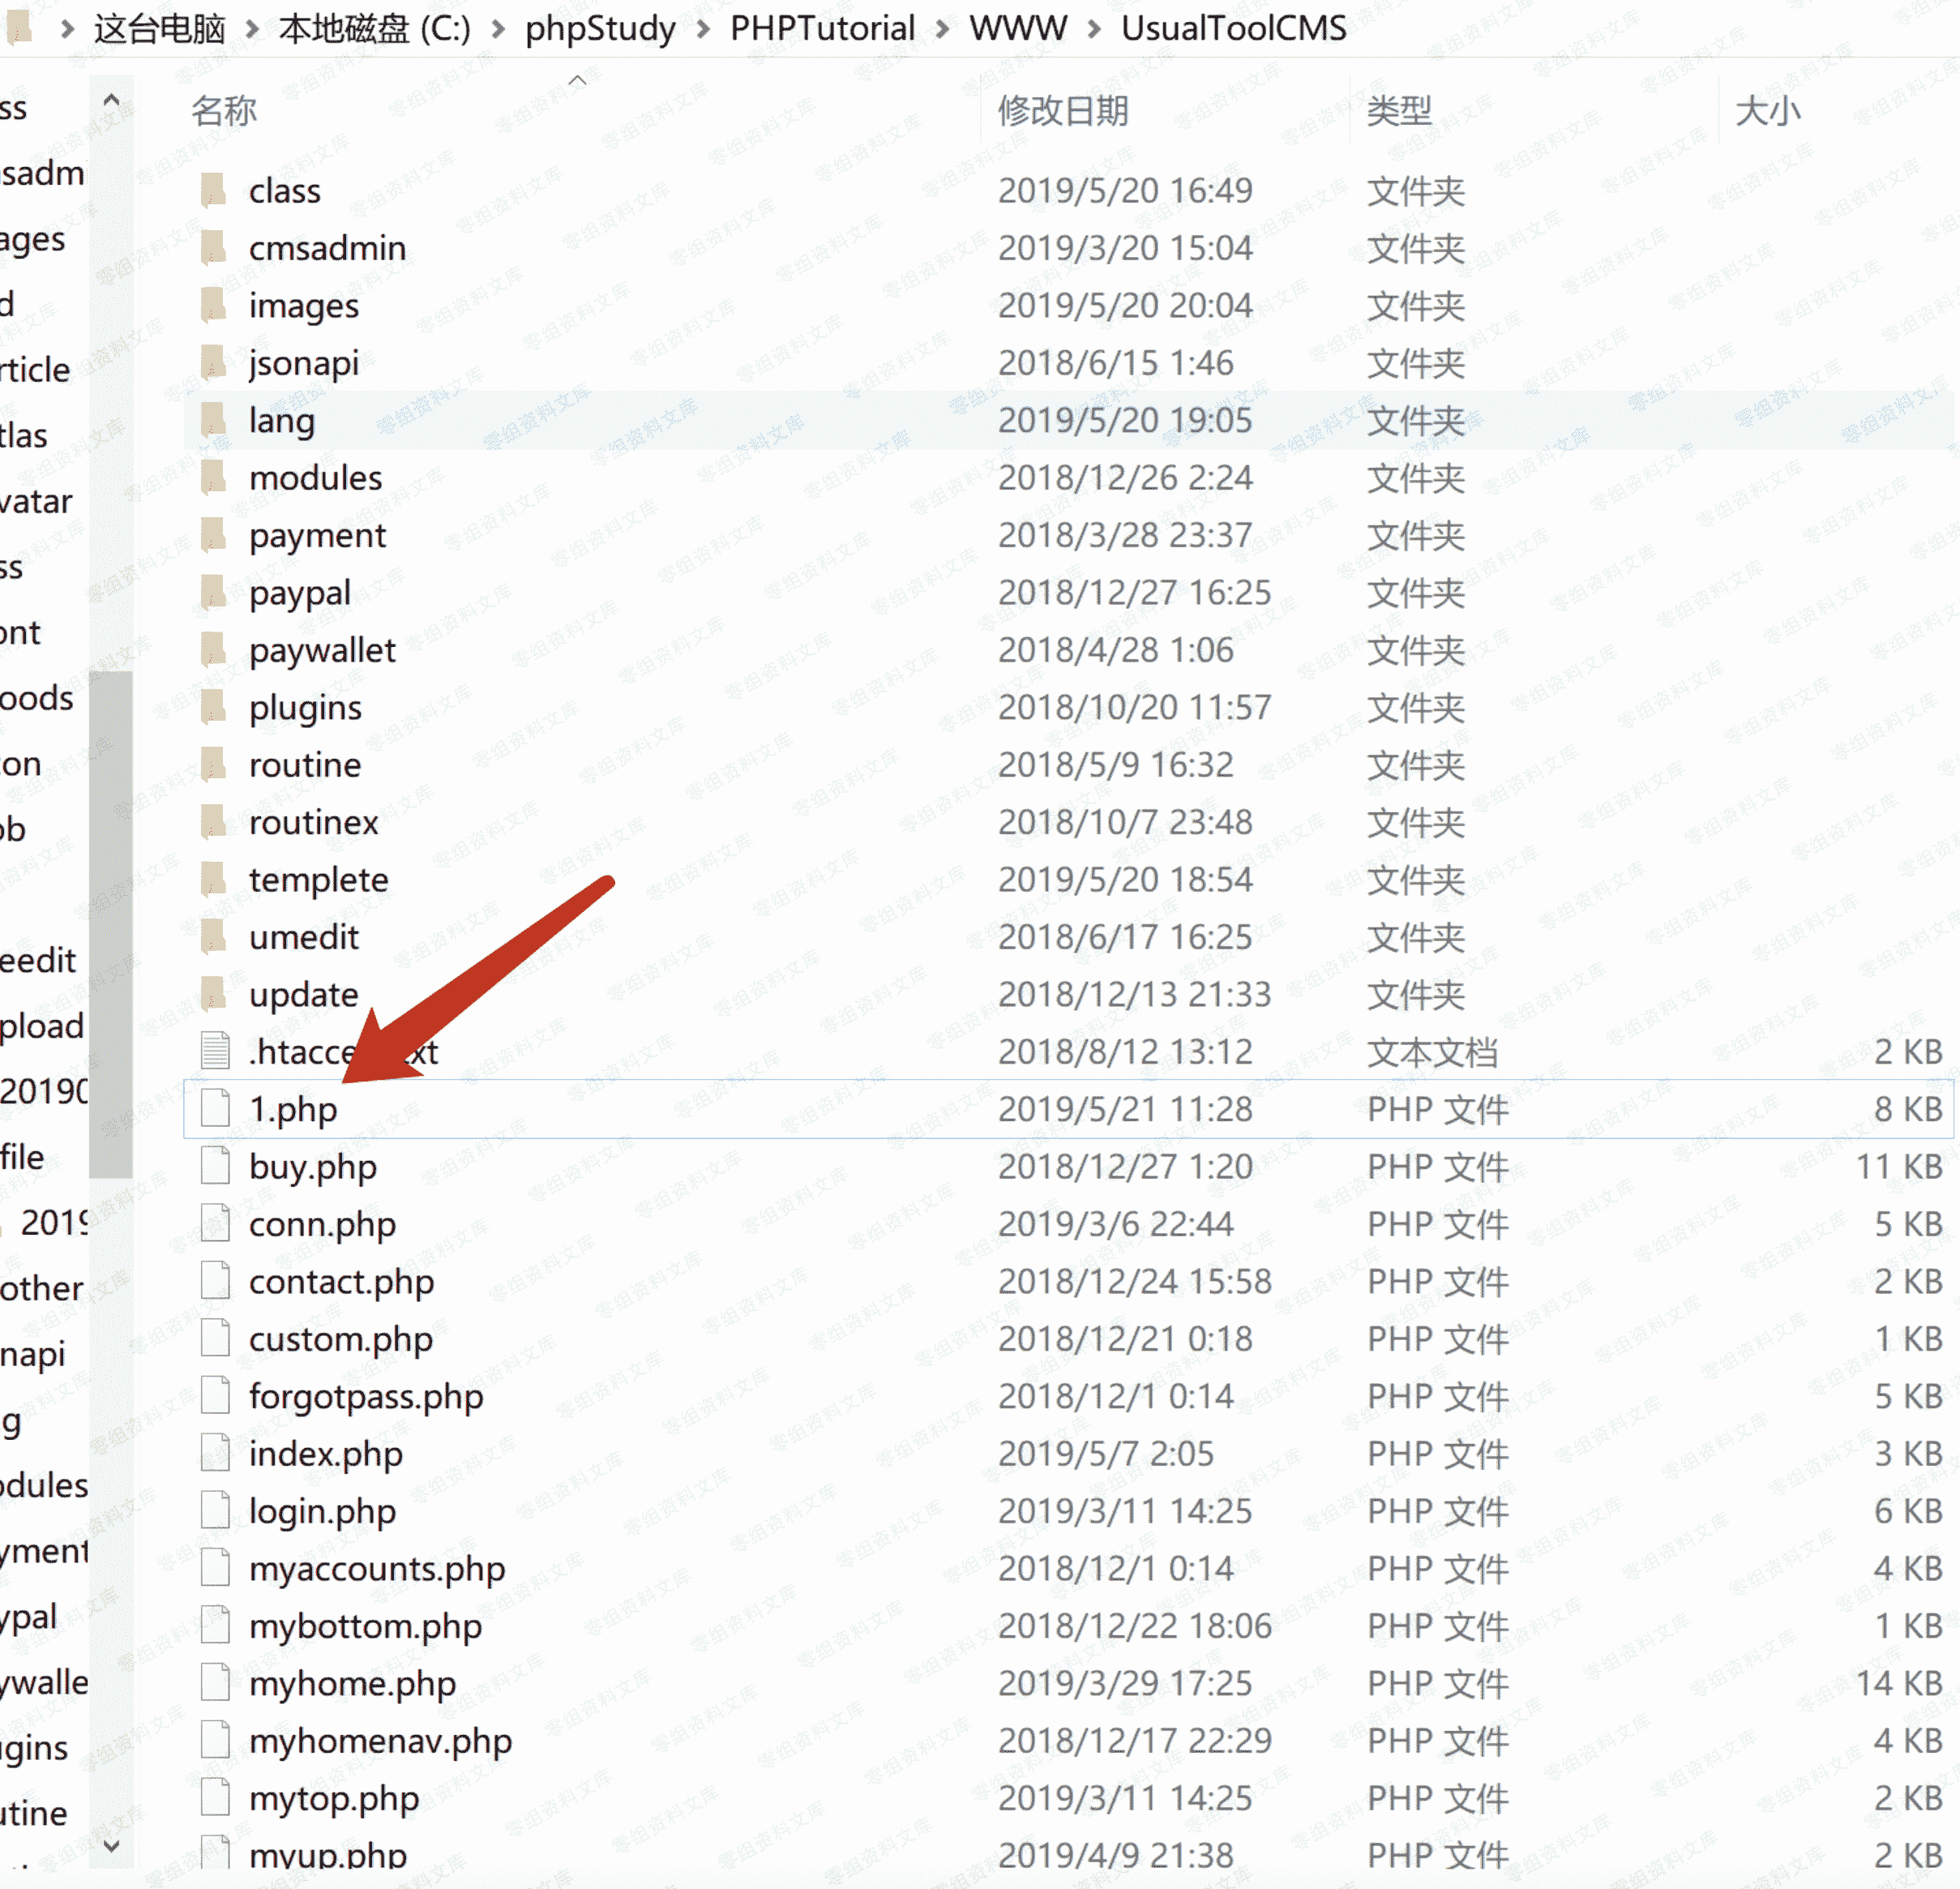 这台电脑 > 本地磁盘 (C:) > phpStudy > PHPTutorial > WWW > UsualToolCMS
名称 修改日期 类型 大小
class 2019/5/20 16:49 文件夹
cmsadmin 2019/3/20 15:04 文件夹
images 2019/5/20 20:04 文件夹
jsonapi 2018/6/15 1:46 文件夹
lang 2019/5/20 19:05 文件夹
modules 2018/12/26 2:24 文件夹
payment 2018/3/28 23:37 文件夹
paypal 2018/12/27 16:25 文件夹
paywallet 2018/4/28 1:06 文件夹
plugins 2018/10/20 11:57 文件夹
routine 2018/5/9 16:32 文件夹
routinex 2018/10/7 23:48 文件夹
templete 2019/5/20 18:54 文件夹
umedit 2018/6/17 16:25 文件夹
update 2018/12/13 21:33 文件夹
2018/8/12 13:12 文本文档 2 KB
1.php 2019/5/21 11:28 PHP 文件 8 KB
buy.php 2018/12/27 1:20 PHP 文件 11 KB
conn.php 2019/3/6 22:44 PHP 文件 5 KB
contact.php 2018/12/24 15:58 PHP 文件 2 KB
custom.php 2018/12/21 0:18 PHP 文件 1 KB
forgotpass.php 2018/12/1 0:14 PHP 文件 5 KB
index.php 2019/5/7 2:05 PHP 文件 3 KB
login.php 2019/3/11 14:25 PHP 文件 6 KB
myaccounts.php 2018/12/1 0:14 PHP 文件 4 KB
mybottom.php 2018/12/22 18:06 PHP 文件 1 KB
myhome.php 2019/3/29 17:25 PHP 文件 14 KB
myhomenav.php 2018/12/17 22:29 PHP 文件 4 KB
mytop.php 2019/3/11 14:25 PHP 文件 2 KB
myup.php 2019/4/9 21:38 PHP 文件 2 KB
ss
sadm
ages
d
rticle
tlas
vatar
ss
ont
oods
on
ob
eedit
pload
2019
file
2019
other
napi
g
odules
yment
ypal
ywalle
gins
utine
零组资料文库